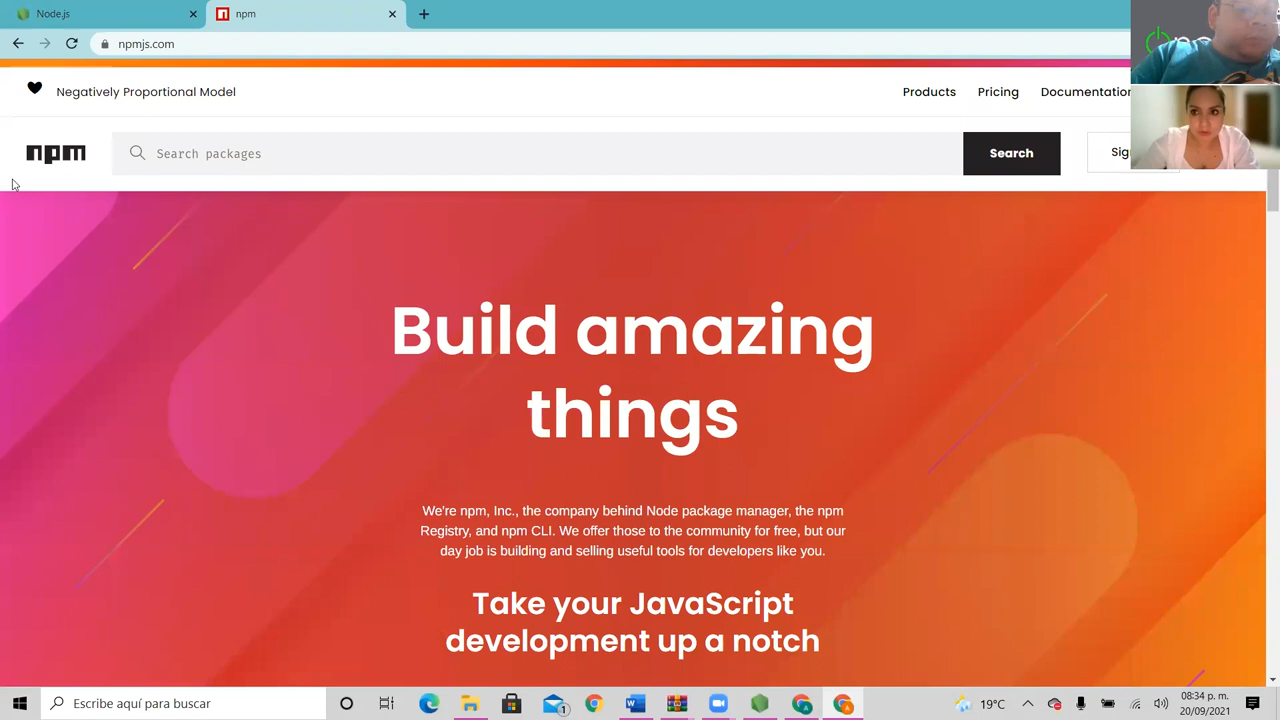 Node.js
npm
npmjs.com
Negatively Proportional Model
Products
Pricing
Documentation
npm
Search packages
Search
Build amazing
things
We're npm, Inc., the company behind Node package manager, the npm
Registry, and npm CLI. We offer those to the community for free, but our
day job is building and selling useful tools for developers like you.
Take your JavaScript
development up a notch
Escribe aquí para buscar
1
19°C
08:34 p. m.
20/09/2021